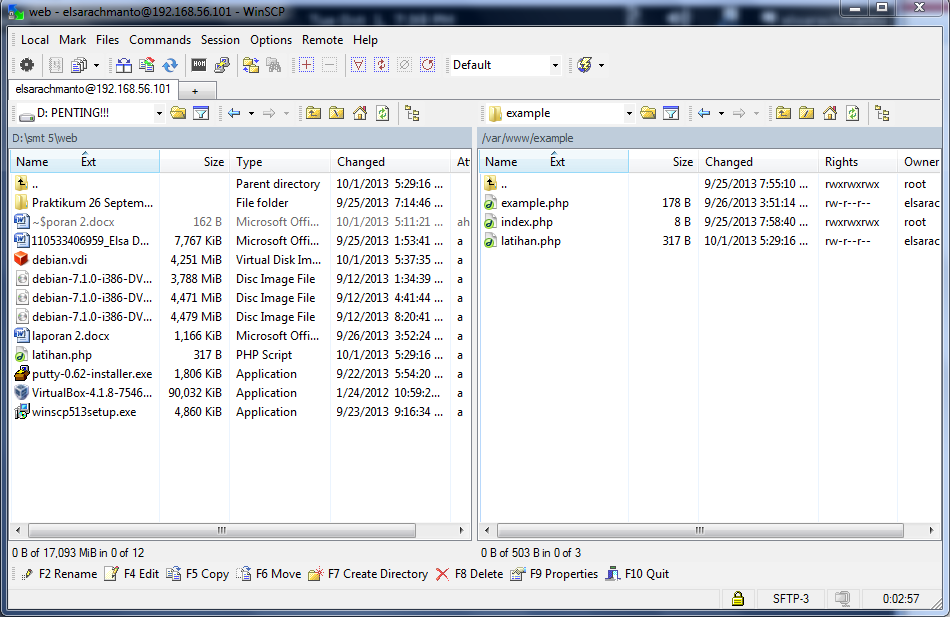 web - elsarachmanto@192.168.56.101 - WinSCP
Local Mark Files Commands Session Options Remote Help
Default
elsarachmanto@192.168.56.101 +
D: PENTING!!! example
D:\smt 5\web /var/www/example
Name Ext Size Type Changed At Name Ext Size Changed Rights Owner
.. Parent directory 10/1/2013 5:29:16 ... .. 9/25/2013 7:55:10 ... rwxrwxrwx root
Praktikum 26 Septem... File folder 9/25/2013 7:14:46 ... example.php 178 B 9/26/2013 3:51:14 ... rw-r--r-- elsarac
~$poran 2.docx 162 B Microsoft Offi... 10/1/2013 5:11:21 ... ah index.php 8 B 9/25/2013 7:58:40 ... rwxrwxrwx root
110533406959_Elsa D... 7,767 KiB Microsoft Offi... 9/25/2013 1:53:41 ... a latihan.php 317 B 10/1/2013 5:29:16 ... rw-r--r-- elsarac
debian.vdi 4,251 MiB Virtual Disk Im... 10/1/2013 5:37:35 ... a
debian-7.1.0-i386-DV... 3,788 MiB Disc Image File 9/12/2013 1:34:39 ... a
debian-7.1.0-i386-DV... 4,471 MiB Disc Image File 9/12/2013 4:41:44 ... a
debian-7.1.0-i386-DV... 4,479 MiB Disc Image File 9/12/2013 8:20:41 ... a
laporan 2.docx 1,166 KiB Microsoft Offi... 9/26/2013 3:52:24 ... a
latihan.php 317 B PHP Script 10/1/2013 5:29:16 ... a
putty-0.62-installer.exe 1,806 KiB Application 9/22/2013 5:54:20 ... a
VirtualBox-4.1.8-7546... 90,032 KiB Application 1/24/2012 10:59:2... a
winscp513setup.exe 4,860 KiB Application 9/23/2013 9:16:34 ... a
0 B of 17,093 MiB in 0 of 12 0 B of 503 B in 0 of 3
F2 Rename F4 Edit F5 Copy F6 Move F7 Create Directory F8 Delete F9 Properties F10 Quit
SFTP-3 0:02:57